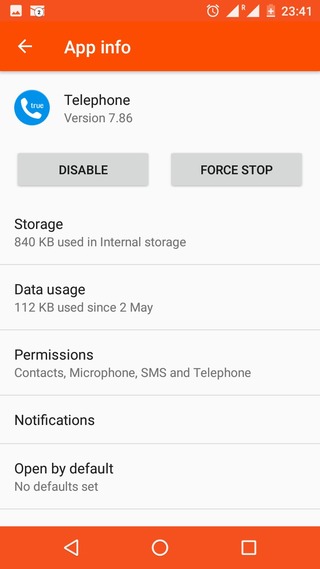 R
23:41
App info
true
Telephone
Version 7.86
DISABLE
FORCE STOP
Storage
840 KB used in Internal storage
Data usage
112 KB used since 2 May
Permissions
Contacts, Microphone, SMS and Telephone
Notifications
Open by default
No defaults set